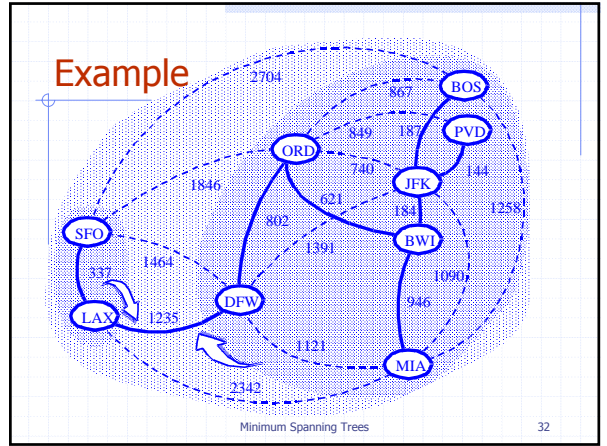 Example
2704
BOS
867
849
187
PVD
ORD
740
144
JFK
1846
621
184
1258
802
SFO
1391
BWI
1464
1090
337
DFW
946
LAX
1235
1121
MIA
2342
Minimum Spanning Trees 32